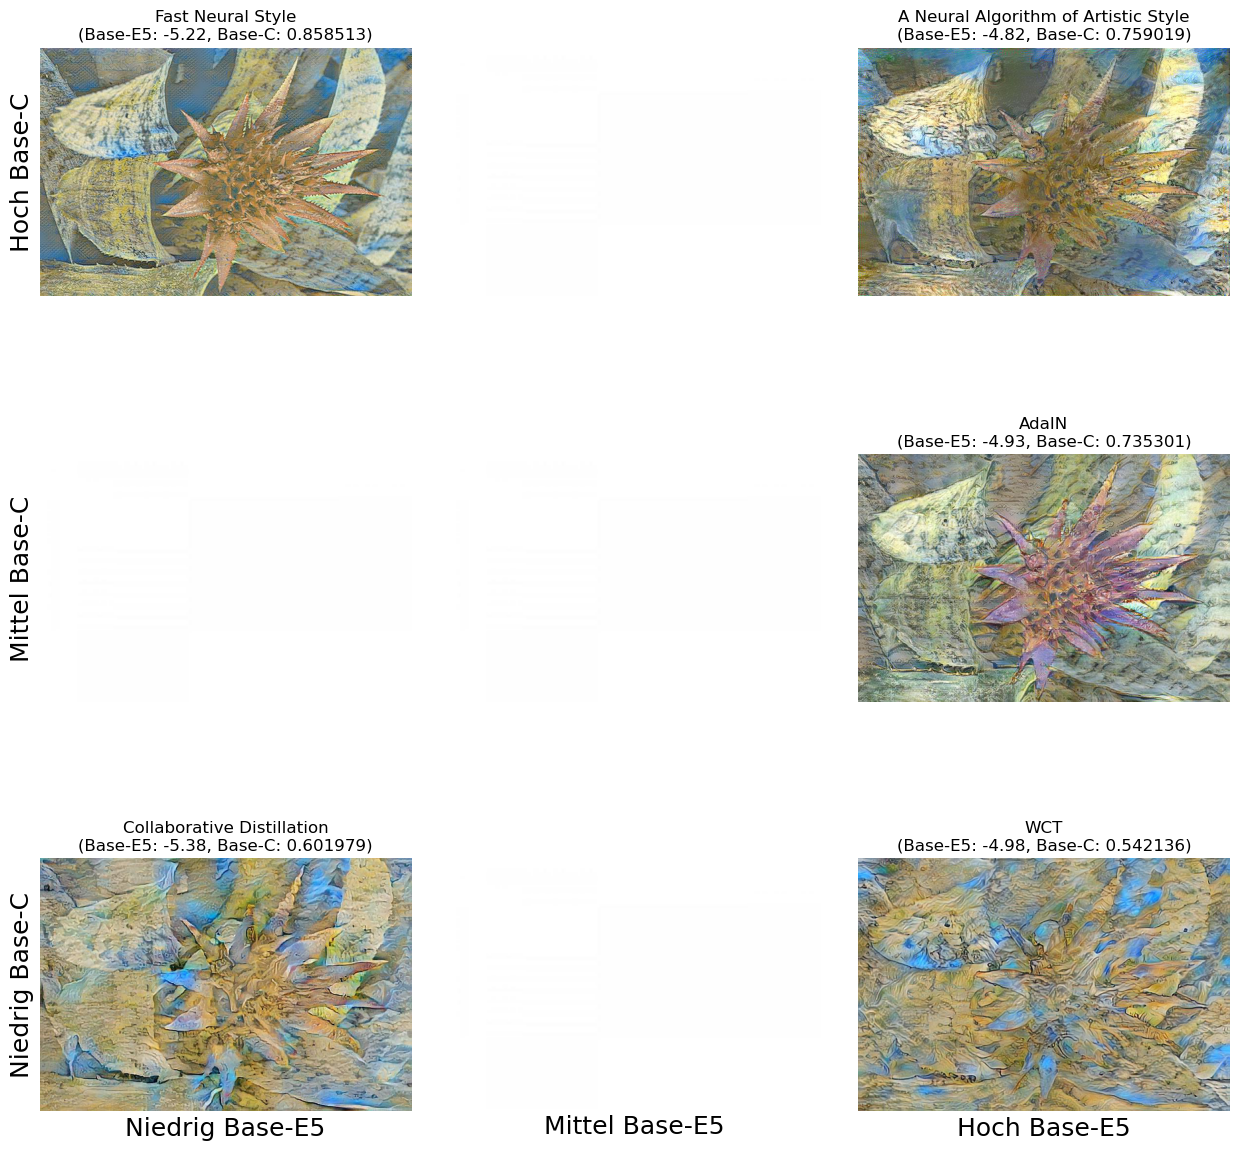 Fast Neural Style
(Base-E5: -5.22, Base-C: 0.858513)
A Neural Algorithm of Artistic Style
(Base-E5: -4.82, Base-C: 0.759019)
Hoch Base-C
AdaIN
(Base-E5: -4.93, Base-C: 0.735301)
Mittel Base-C
Collaborative Distillation
(Base-E5: -5.38, Base-C: 0.601979)
WCT
(Base-E5: -4.98, Base-C: 0.542136)
Niedrig Base-C
Niedrig Base-E5
Mittel Base-E5
Hoch Base-E5